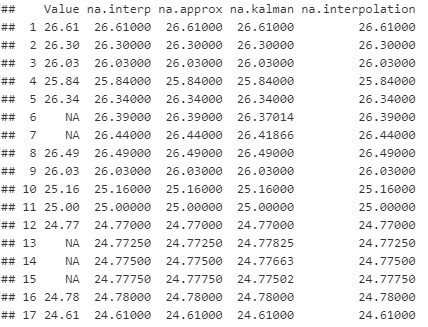 ##    Value na.interp na.approx na.kalman na.interpolation
## 1 26.61 26.61000 26.61000 26.61000 26.61000
## 2 26.30 26.30000 26.30000 26.30000 26.30000
## 3 26.03 26.03000 26.03000 26.03000 26.03000
## 4 25.84 25.84000 25.84000 25.84000 25.84000
## 5 26.34 26.34000 26.34000 26.34000 26.34000
## 6 NA 26.39000 26.39000 26.37014 26.39000
## 7 NA 26.44000 26.44000 26.41866 26.44000
## 8 26.49 26.49000 26.49000 26.49000 26.49000
## 9 26.03 26.03000 26.03000 26.03000 26.03000
## 10 25.16 25.16000 25.16000 25.16000 25.16000
## 11 25.00 25.00000 25.00000 25.00000 25.00000
## 12 24.77 24.77000 24.77000 24.77000 24.77000
## 13 NA 24.77250 24.77250 24.77825 24.77250
## 14 NA 24.77500 24.77500 24.77663 24.77500
## 15 NA 24.77750 24.77750 24.77502 24.77750
## 16 24.78 24.78000 24.78000 24.78000 24.78000
## 17 24.61 24.61000 24.61000 24.61000 24.61000